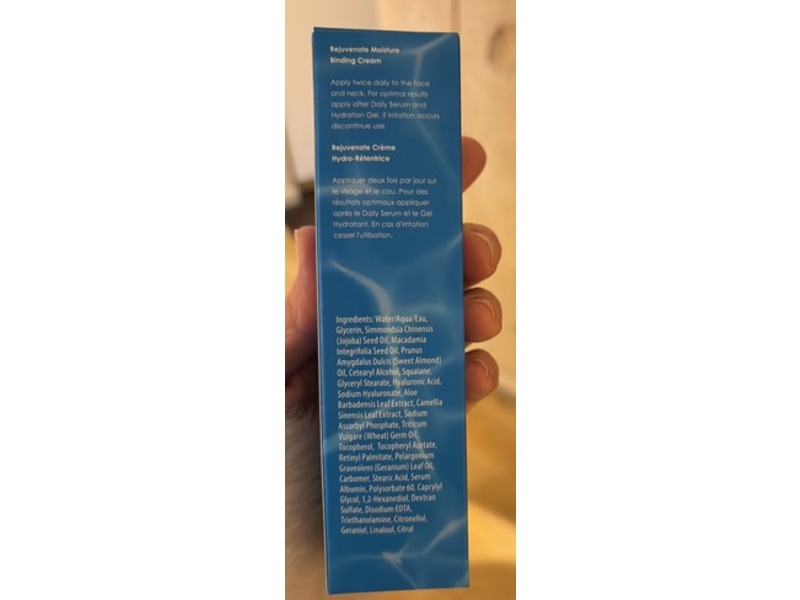 Rejuvenate Moisture
Binding Cream
Apply twice daily to the face
and neck. For optimal results
apply after Daily Serum and
Hydration Gel. If irritation occurs
discontinue use.
Rejuvenate Crème
Hydro-Rétentrice
Appliquer deux fois par jour sur
le visage et le cou. Pour des
résultats optimaux appliquer
après le Daily Serum et le Gel
Hydratant. En cas d'irritation
cesser l'utilisation.
Ingredients: Water/Aqua/Eau,
Glycerin, Simmondsia Chinensis
(Jojoba) Seed Oil, Macadamia
Integrifolia Seed Oil, Prunus
Amygdalus Dulcis (Sweet Almond)
Oil, Cetearyl Alcohol, Squalane,
Glyceryl Stearate, Hyaluronic Acid,
Sodium Hyaluronate, Aloe
Barbadensis Leaf Extract, Camellia
Sinensis Leaf Extract, Sodium
Ascorbyl Phosphate, Triticum
Vulgare (Wheat) Germ Oil,
Tocopherol, Tocopheryl Acetate,
Retinyl Palmitate, Pelargonium
Graveolens (Geranium) Leaf Oil,
Carbomer, Stearic Acid, Serum
Albumin, Polysorbate 60, Caprylyl
Glycol, 1,2-Hexanediol, Dextran
Sulfate, Disodium EDTA,
Triethanolamine, Citronellol,
Geraniol, Linalool, Citral